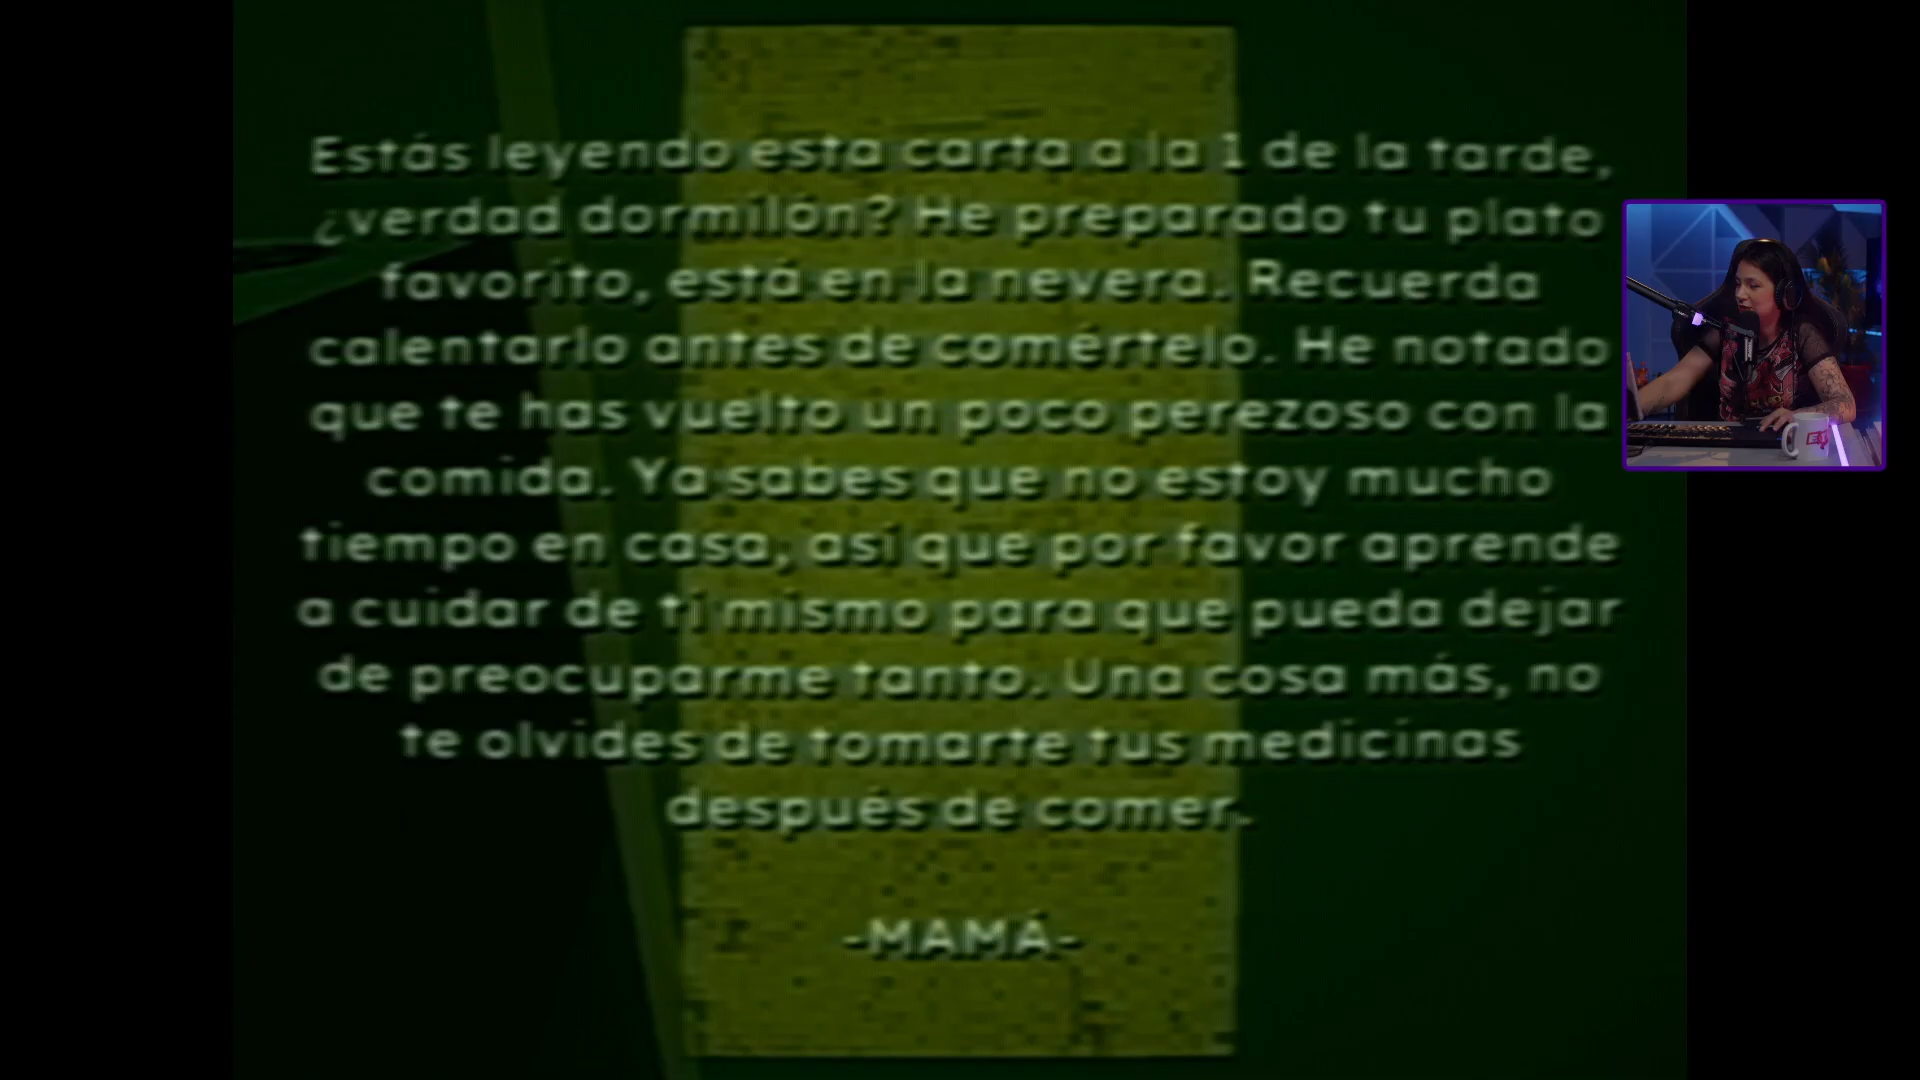 Estás leyendo esta carta a la 1 de la tarde,
¿verdad dormilón? He preparado tu plato
favorito, está en la nevera. Recuerda
calentarlo antes de comértelo. He notado
que te has vuelto un poco perezoso con la
comida. Ya sabes que no estoy mucho
tiempo en casa, así que por favor aprende
a cuidar de ti mismo para que pueda dejar
de preocuparme tanto. Una cosa más, no
te olvides de tomarte tus medicinas
después de comer.
-MAMÁ-